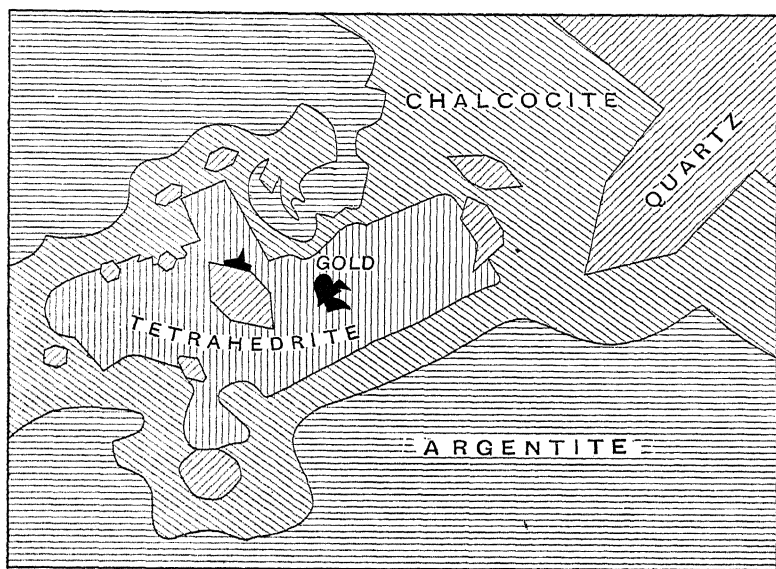 CHALCOCITE
QUARTZ
GOLD
TETRAHEDRITE
ARGENTITE